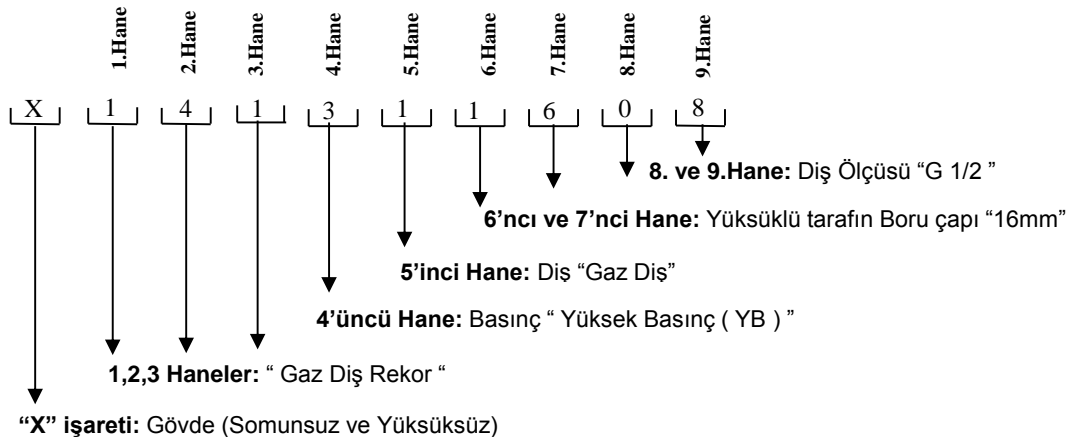 1.Hane 2.Hane 3.Hane 4.Hane 5.Hane 6.Hane 7.Hane 8.Hane 9.Hane
X 1 4 1 3 1 1 6 0 8
8. ve 9.Hane: Diş Ölçüsü “G 1/2 ”
6’ncı ve 7’nci Hane: Yüksüklü tarafın Boru çapı “16mm”
5’inci Hane: Diş “Gaz Diş”
4’üncü Hane: Basınç “ Yüksek Basınç ( YB ) ”
1,2,3 Haneler: “ Gaz Diş Rekor “
“X” işareti: Gövde (Somunsuz ve Yüksüksüz)